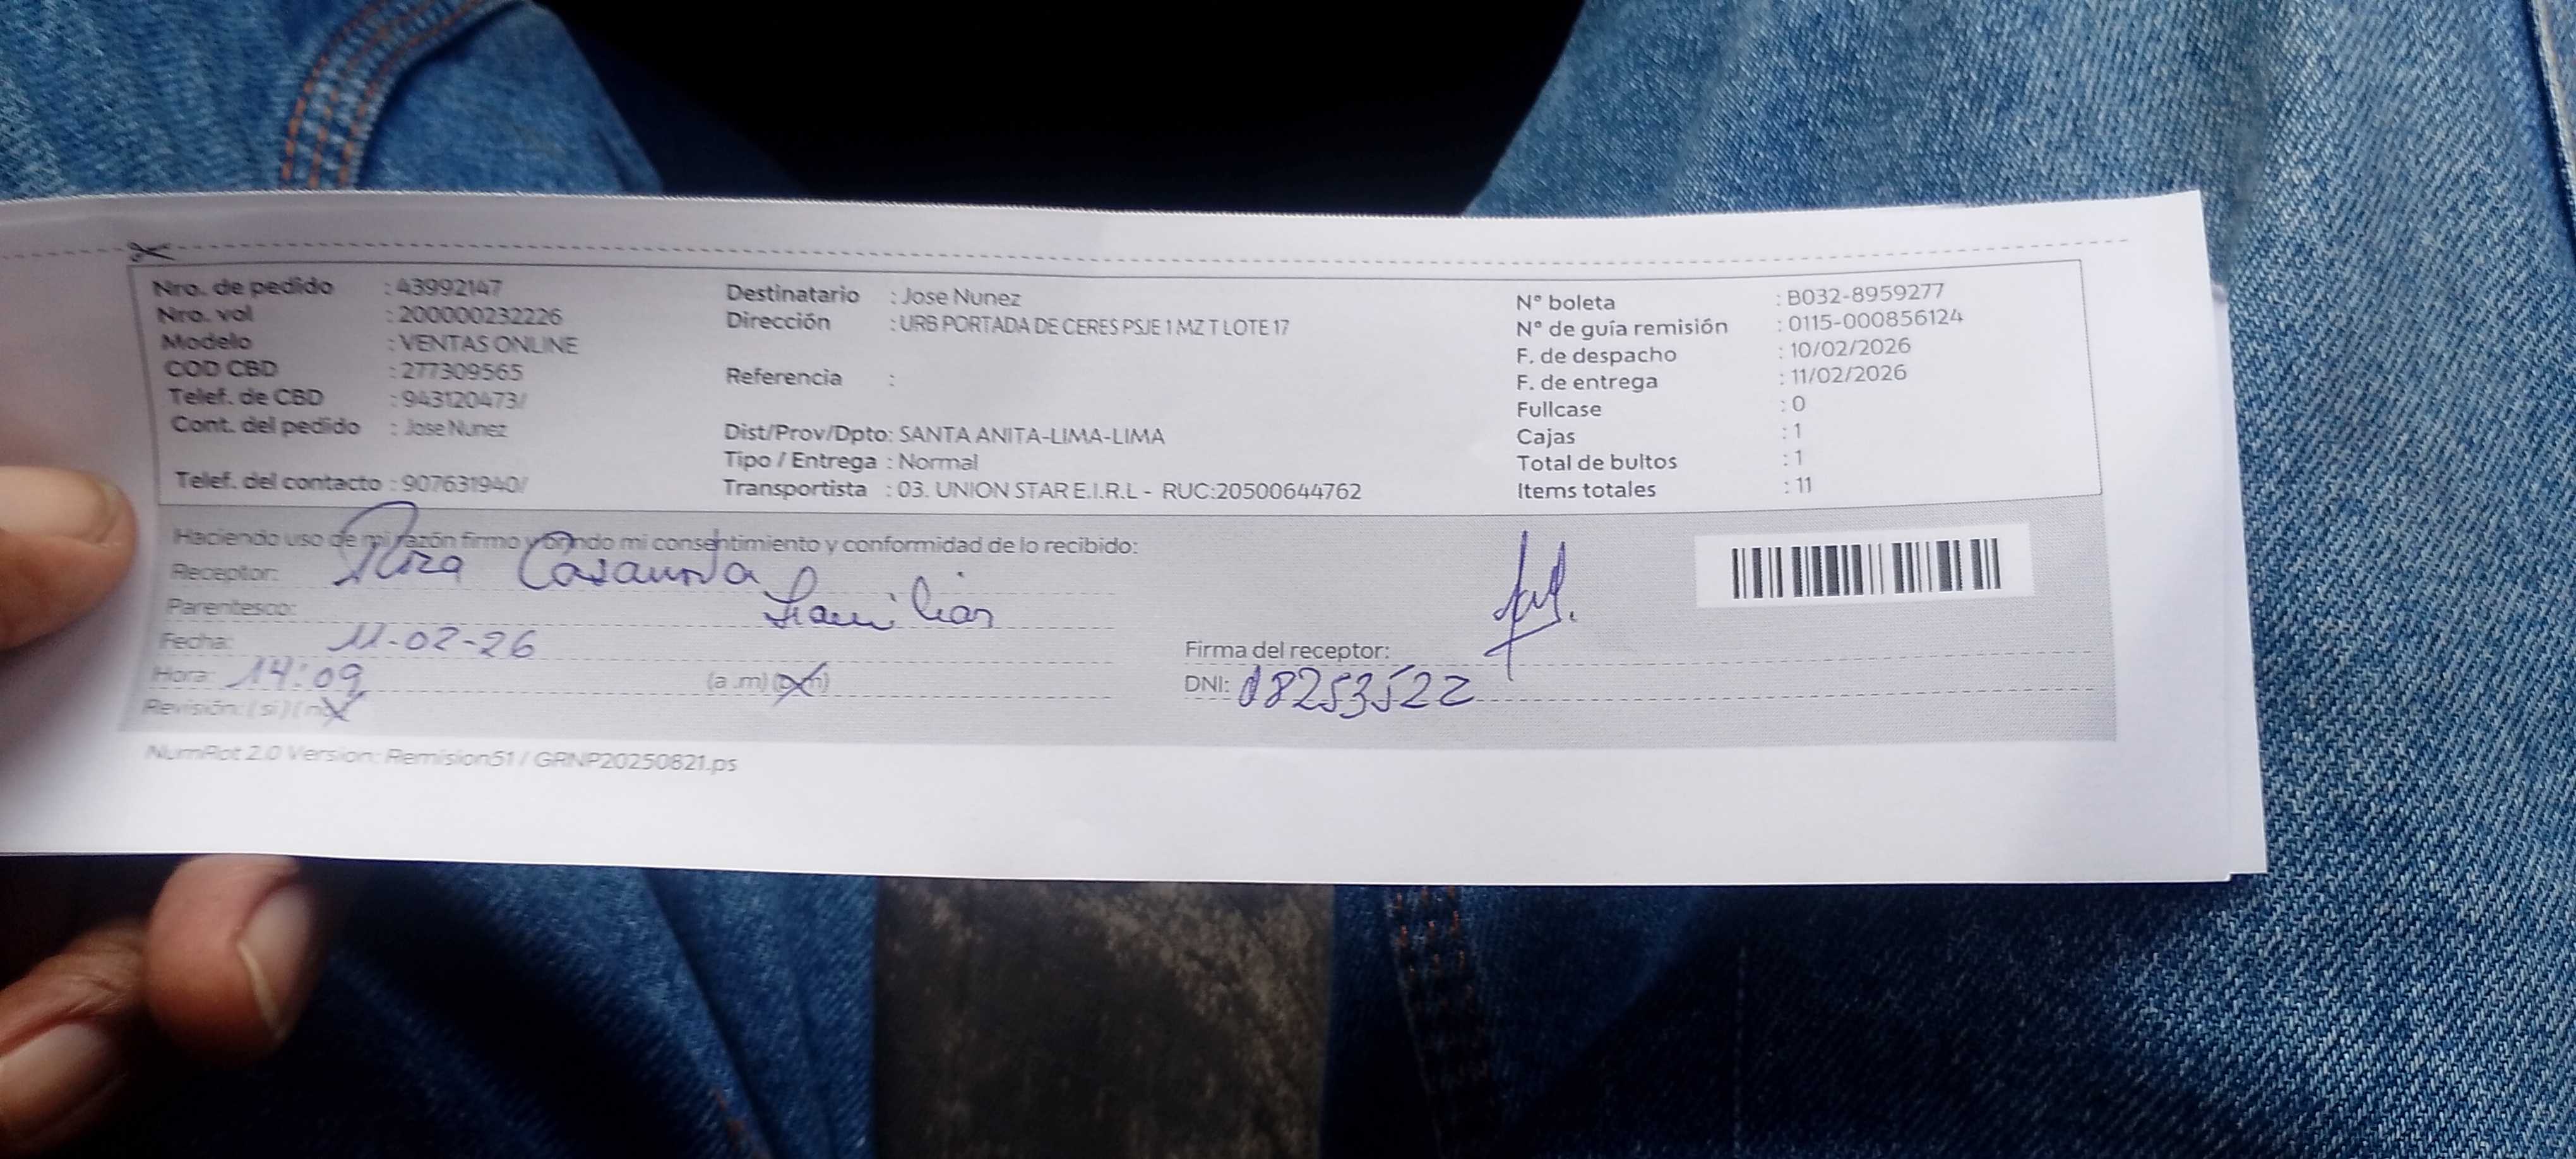 Nro. de pedido : 43992147
Nro. vol : 200000232226
Modelo : VENTAS ONLINE
COD CBD : 277309565
Telef. de CBD : 943120473/
Cont. del pedido : Jose Nunez
Telef. del contacto : 907631940/
Destinatario : Jose Nunez
Dirección : URB PORTADA DE CERES PSJE 1 MZ T LOTE 17
Referencia :
Dist/Prov/Dpto: SANTA ANITA-LIMA-LIMA
Tipo / Entrega : Normal
Transportista : 03. UNION STAR E.I.R.L - RUC:20500644762
N° boleta : B032-8959277
N° de guía remisión : 0115-000856124
F. de despacho : 10/02/2026
F. de entrega : 11/02/2026
Fullcase : 0
Cajas : 1
Total de bultos : 1
Items totales : 11
Haciendo uso de mi razón firmo y brindo mi consentimiento y conformidad de lo recibido:
Receptor:
Parentesco: Familiar
Fecha: 11-02-26
Hora: 14:09 (a .m) (p.m)
Revisión: ( si ) ( no )
Firma del receptor:
DNI: 08253522
NumRot 2.0 Version: Remision51 / GRNP20250821.ps